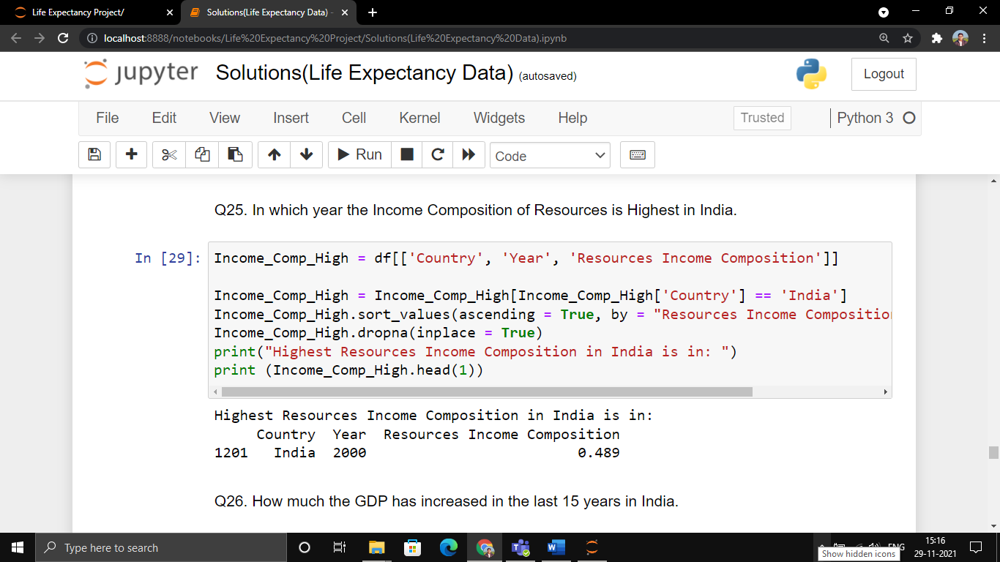 Life Expectancy Project/
Solutions(Life Expectancy Data) -
localhost:8888/notebooks/Life%20Expectancy%20Project/Solutions(Life%20Expectancy%20Data).ipynb
jupyter Solutions(Life Expectancy Data) (autosaved)
Logout
File Edit View Insert Cell Kernel Widgets Help
Trusted
Python 3
Run
Code
Q25. In which year the Income Composition of Resources is Highest in India.
In [29]:
Income_Comp_High = df[['Country', 'Year', 'Resources Income Composition']]
Income_Comp_High = Income_Comp_High[Income_Comp_High['Country'] == 'India']
Income_Comp_High.sort_values(ascending = True, by = "Resources Income Compositio
Income_Comp_High.dropna(inplace = True)
print("Highest Resources Income Composition in India is in: ")
print (Income_Comp_High.head(1))
Highest Resources Income Composition in India is in:
Country Year Resources Income Composition
1201 India 2000 0.489
Q26. How much the GDP has increased in the last 15 years in India.
Type here to search
ENG
15:16
29-11-2021
Show hidden icons